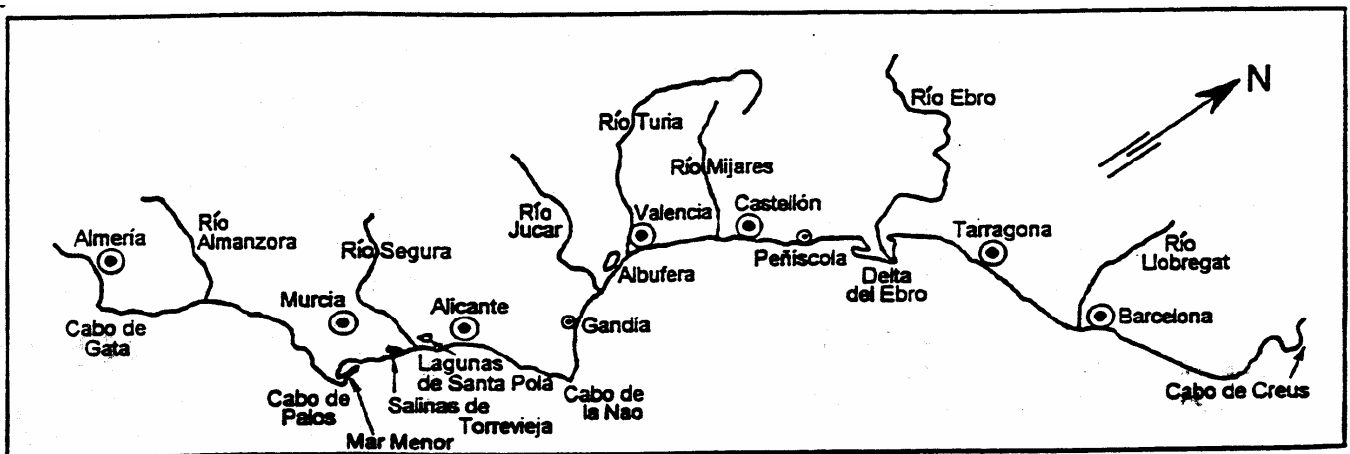 N
Río Ebro
Río Turia
Río Mijares
Río
Jucar
Valencia
Castellón
Peñiscola
Albufera
Delta
del Ebro
Tarragona
Río
Llobregat
Barcelona
Cabo de Creus
Almería
Río
Almanzora
Río Segura
Murcia
Alicante
Gandía
Cabo de
Gata
Cabo de
Palos
Mar Menor
Salinas de
Torrevieja
Lagunas
de Santa Pola
Cabo de
la Nao